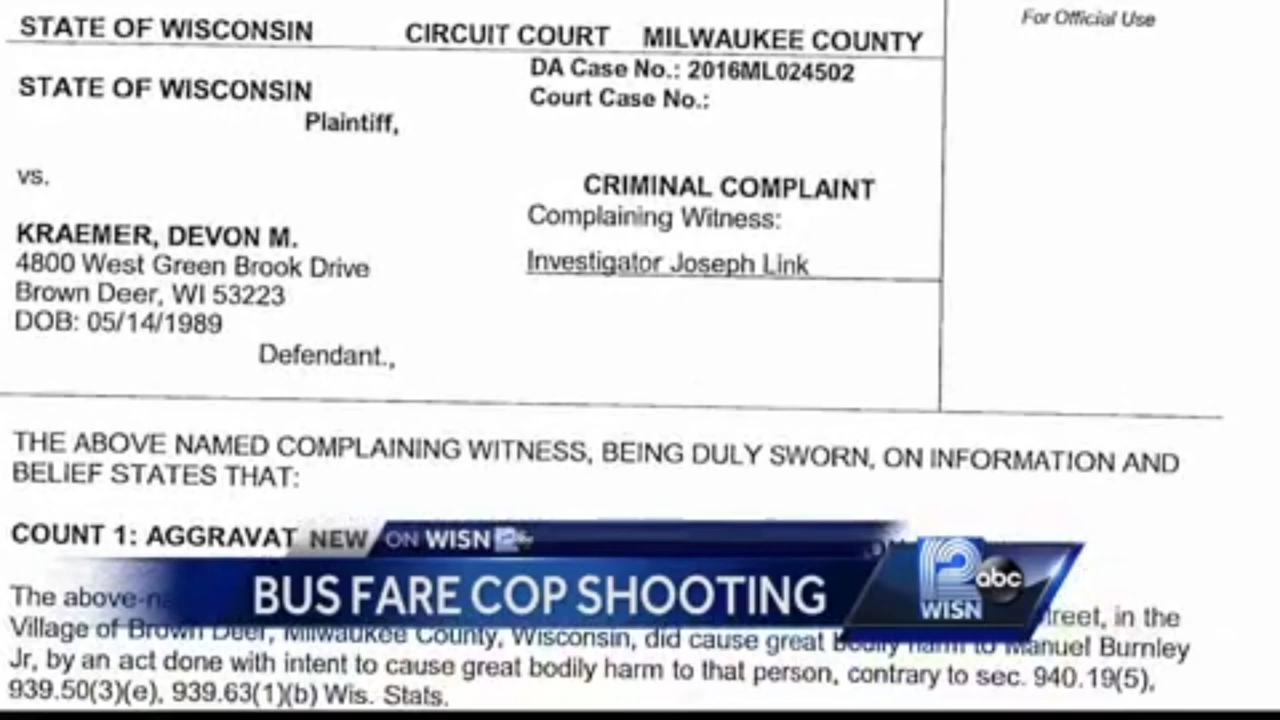 STATE OF WISCONSIN CIRCUIT COURT MILWAUKEE COUNTY
For Official Use
DA Case No.: 2016ML024502
STATE OF WISCONSIN
Court Case No.:
Plaintiff,
vs.
CRIMINAL COMPLAINT
Complaining Witness:
KRAEMER, DEVON M.
4800 West Green Brook Drive
Investigator Joseph Link
Brown Deer, WI 53223
DOB: 05/14/1989
Defendant.,
THE ABOVE NAMED COMPLAINING WITNESS, BEING DULY SWORN, ON INFORMATION AND
BELIEF STATES THAT:
COUNT 1: AGGRAVAT
NEW ON WISN 12
BUS FARE COP SHOOTING
12 abc
WISN
The above-n treet, in the
Village of Brown Deer, Milwaukee County, Wisconsin, did cause great bodily harm to Manuel Burnley
Jr, by an act done with intent to cause great bodily harm to that person, contrary to sec. 940.19(5),
939.50(3)(e), 939.63(1)(b) Wis. Stats.